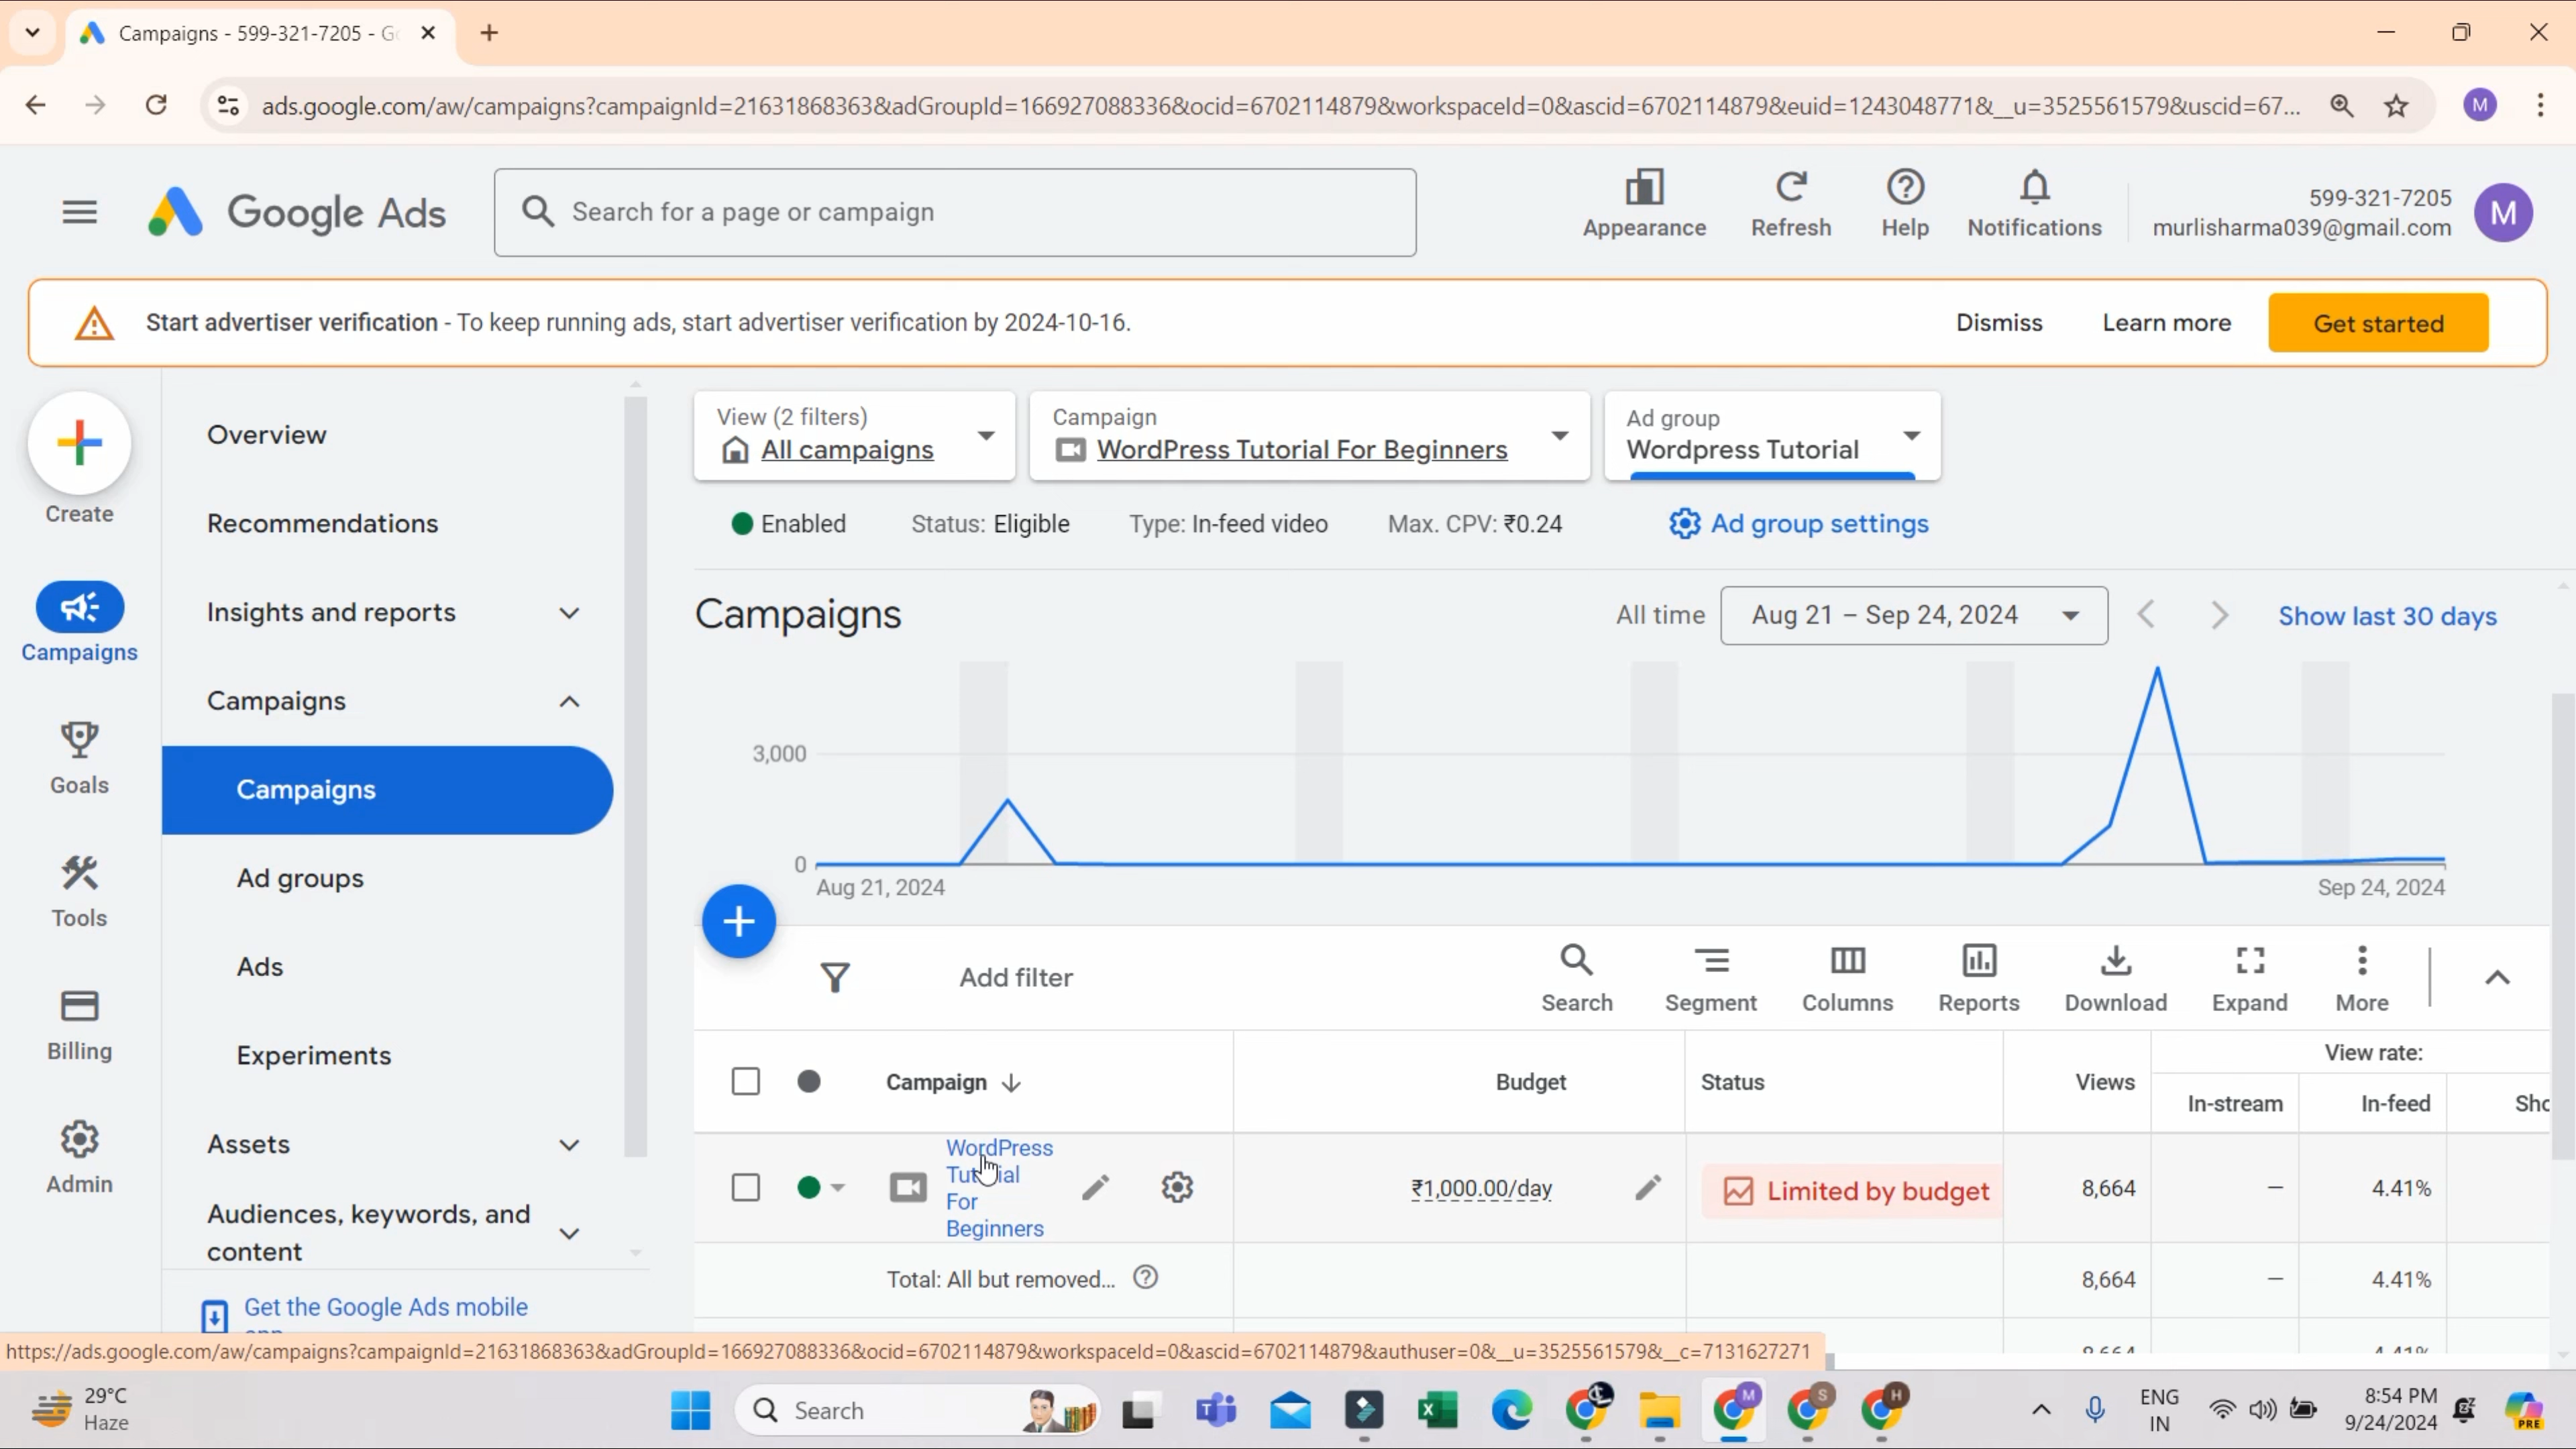 Campaigns - 599-321-7205 - G
ads.google.com/aw/campaigns?campaignId=21631868363&adGroupId=166927088336&ocid=6702114879&workspaceId=0&ascid=6702114879&euid=1243048771&__u=3525561579&uscid=67...
M
Google Ads
Search for a page or campaign
Appearance
Refresh
Help
Notifications
599-321-7205
murlisharma039@gmail.com
M
Start advertiser verification - To keep running ads, start advertiser verification by 2024-10-16.
Dismiss
Learn more
Get started
Create
Campaigns
Goals
Tools
Billing
Admin
Overview
Recommendations
Insights and reports
Campaigns
Campaigns
Ad groups
Ads
Experiments
Assets
Audiences, keywords, and
content
Get the Google Ads mobile
View (2 filters)
All campaigns
Campaign
WordPress Tutorial For Beginners
Ad group
Wordpress Tutorial
Enabled
Status: Eligible
Type: In-feed video
Max. CPV: ₹0.24
Ad group settings
Campaigns
All time
Aug 21 – Sep 24, 2024
Show last 30 days
3,000
0
Aug 21, 2024
Sep 24, 2024
Add filter
Search
Segment
Columns
Reports
Download
Expand
More
Campaign
Budget
Status
Views
View rate:
In-stream
In-feed
Sho
WordPress
Tutorial
For
Beginners
₹1,000.00/day
Limited by budget
8,664
–
4.41%
Total: All but removed...
8,664
–
4.41%
https://ads.google.com/aw/campaigns?campaignId=21631868363&adGroupId=166927088336&ocid=6702114879&workspaceId=0&ascid=6702114879&authuser=0&__u=3525561579&__c=7131627271
29°C
Haze
Search
M
S
H
ENG
IN
8:54 PM
9/24/2024
PRE